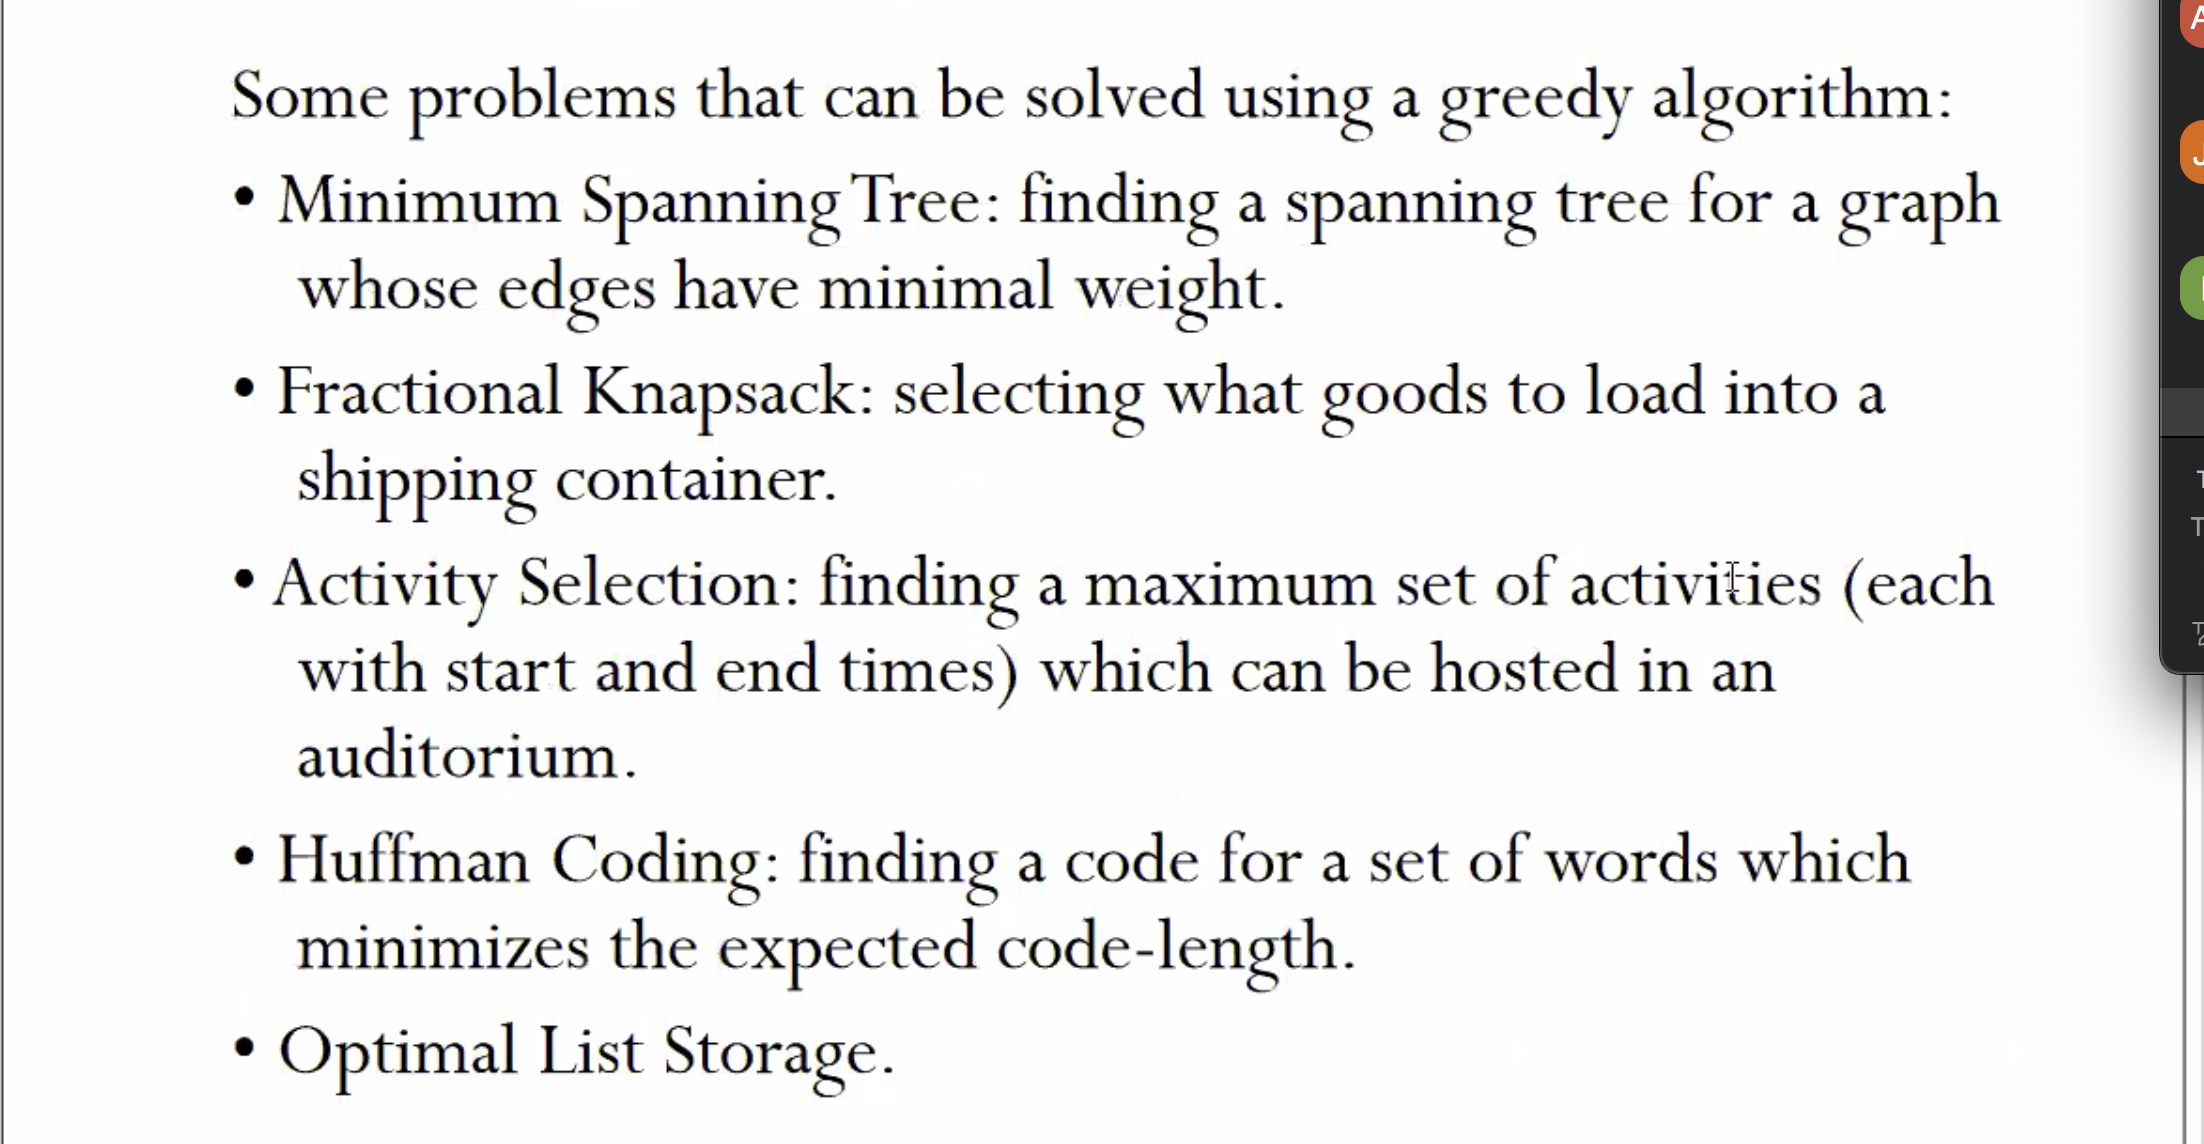 Some problems that can be solved using a greedy algorithm:
• Minimum Spanning Tree: finding a spanning tree for a graph
whose edges have minimal weight.
• Fractional Knapsack: selecting what goods to load into a
shipping container.
• Activity Selection: finding a maximum set of activities (each
with start and end times) which can be hosted in an
auditorium.
• Huffman Coding: finding a code for a set of words which
minimizes the expected code-length.
• Optimal List Storage.